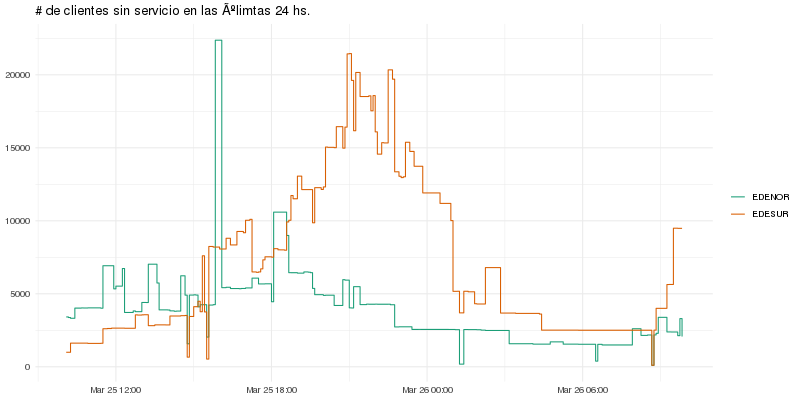 # de clientes sin servicio en las Ãºlimtas 24 hs.
20000
15000
10000
5000
0
Mar 25 12:00
Mar 25 18:00
Mar 26 00:00
Mar 26 06:00
EDENOR
EDESUR